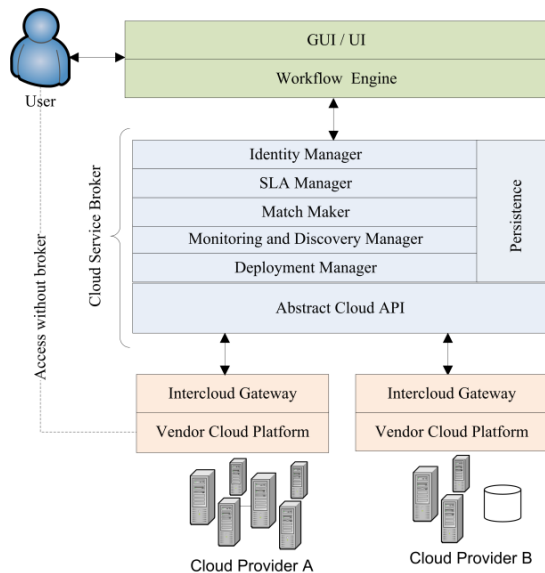 GUI / UI
Workflow Engine
User
Identity Manager
SLA Manager
Match Maker
Monitoring and Discovery Manager
Deployment Manager
Persistence
Abstract Cloud API
Cloud Service Broker
Access without broker
Intercloud Gateway
Vendor Cloud Platform
Intercloud Gateway
Vendor Cloud Platform
Cloud Provider A
Cloud Provider B